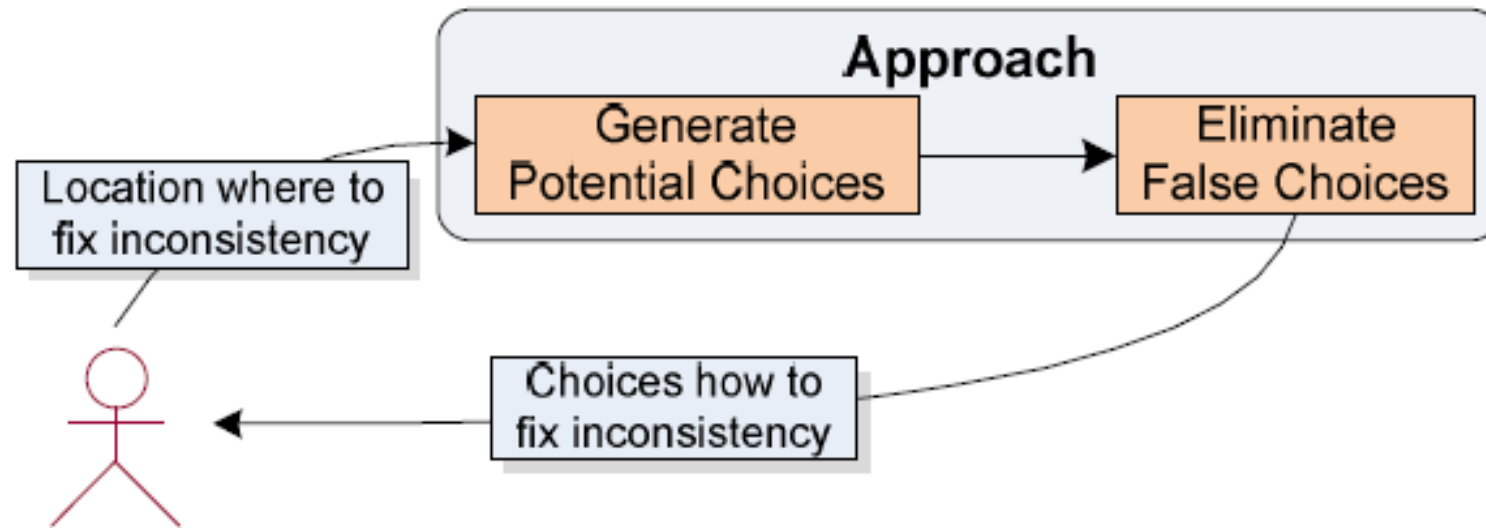 Approach
Generate
Potential Choices
Eliminate
False Choices
Location where to
fix inconsistency
Choices how to
fix inconsistency